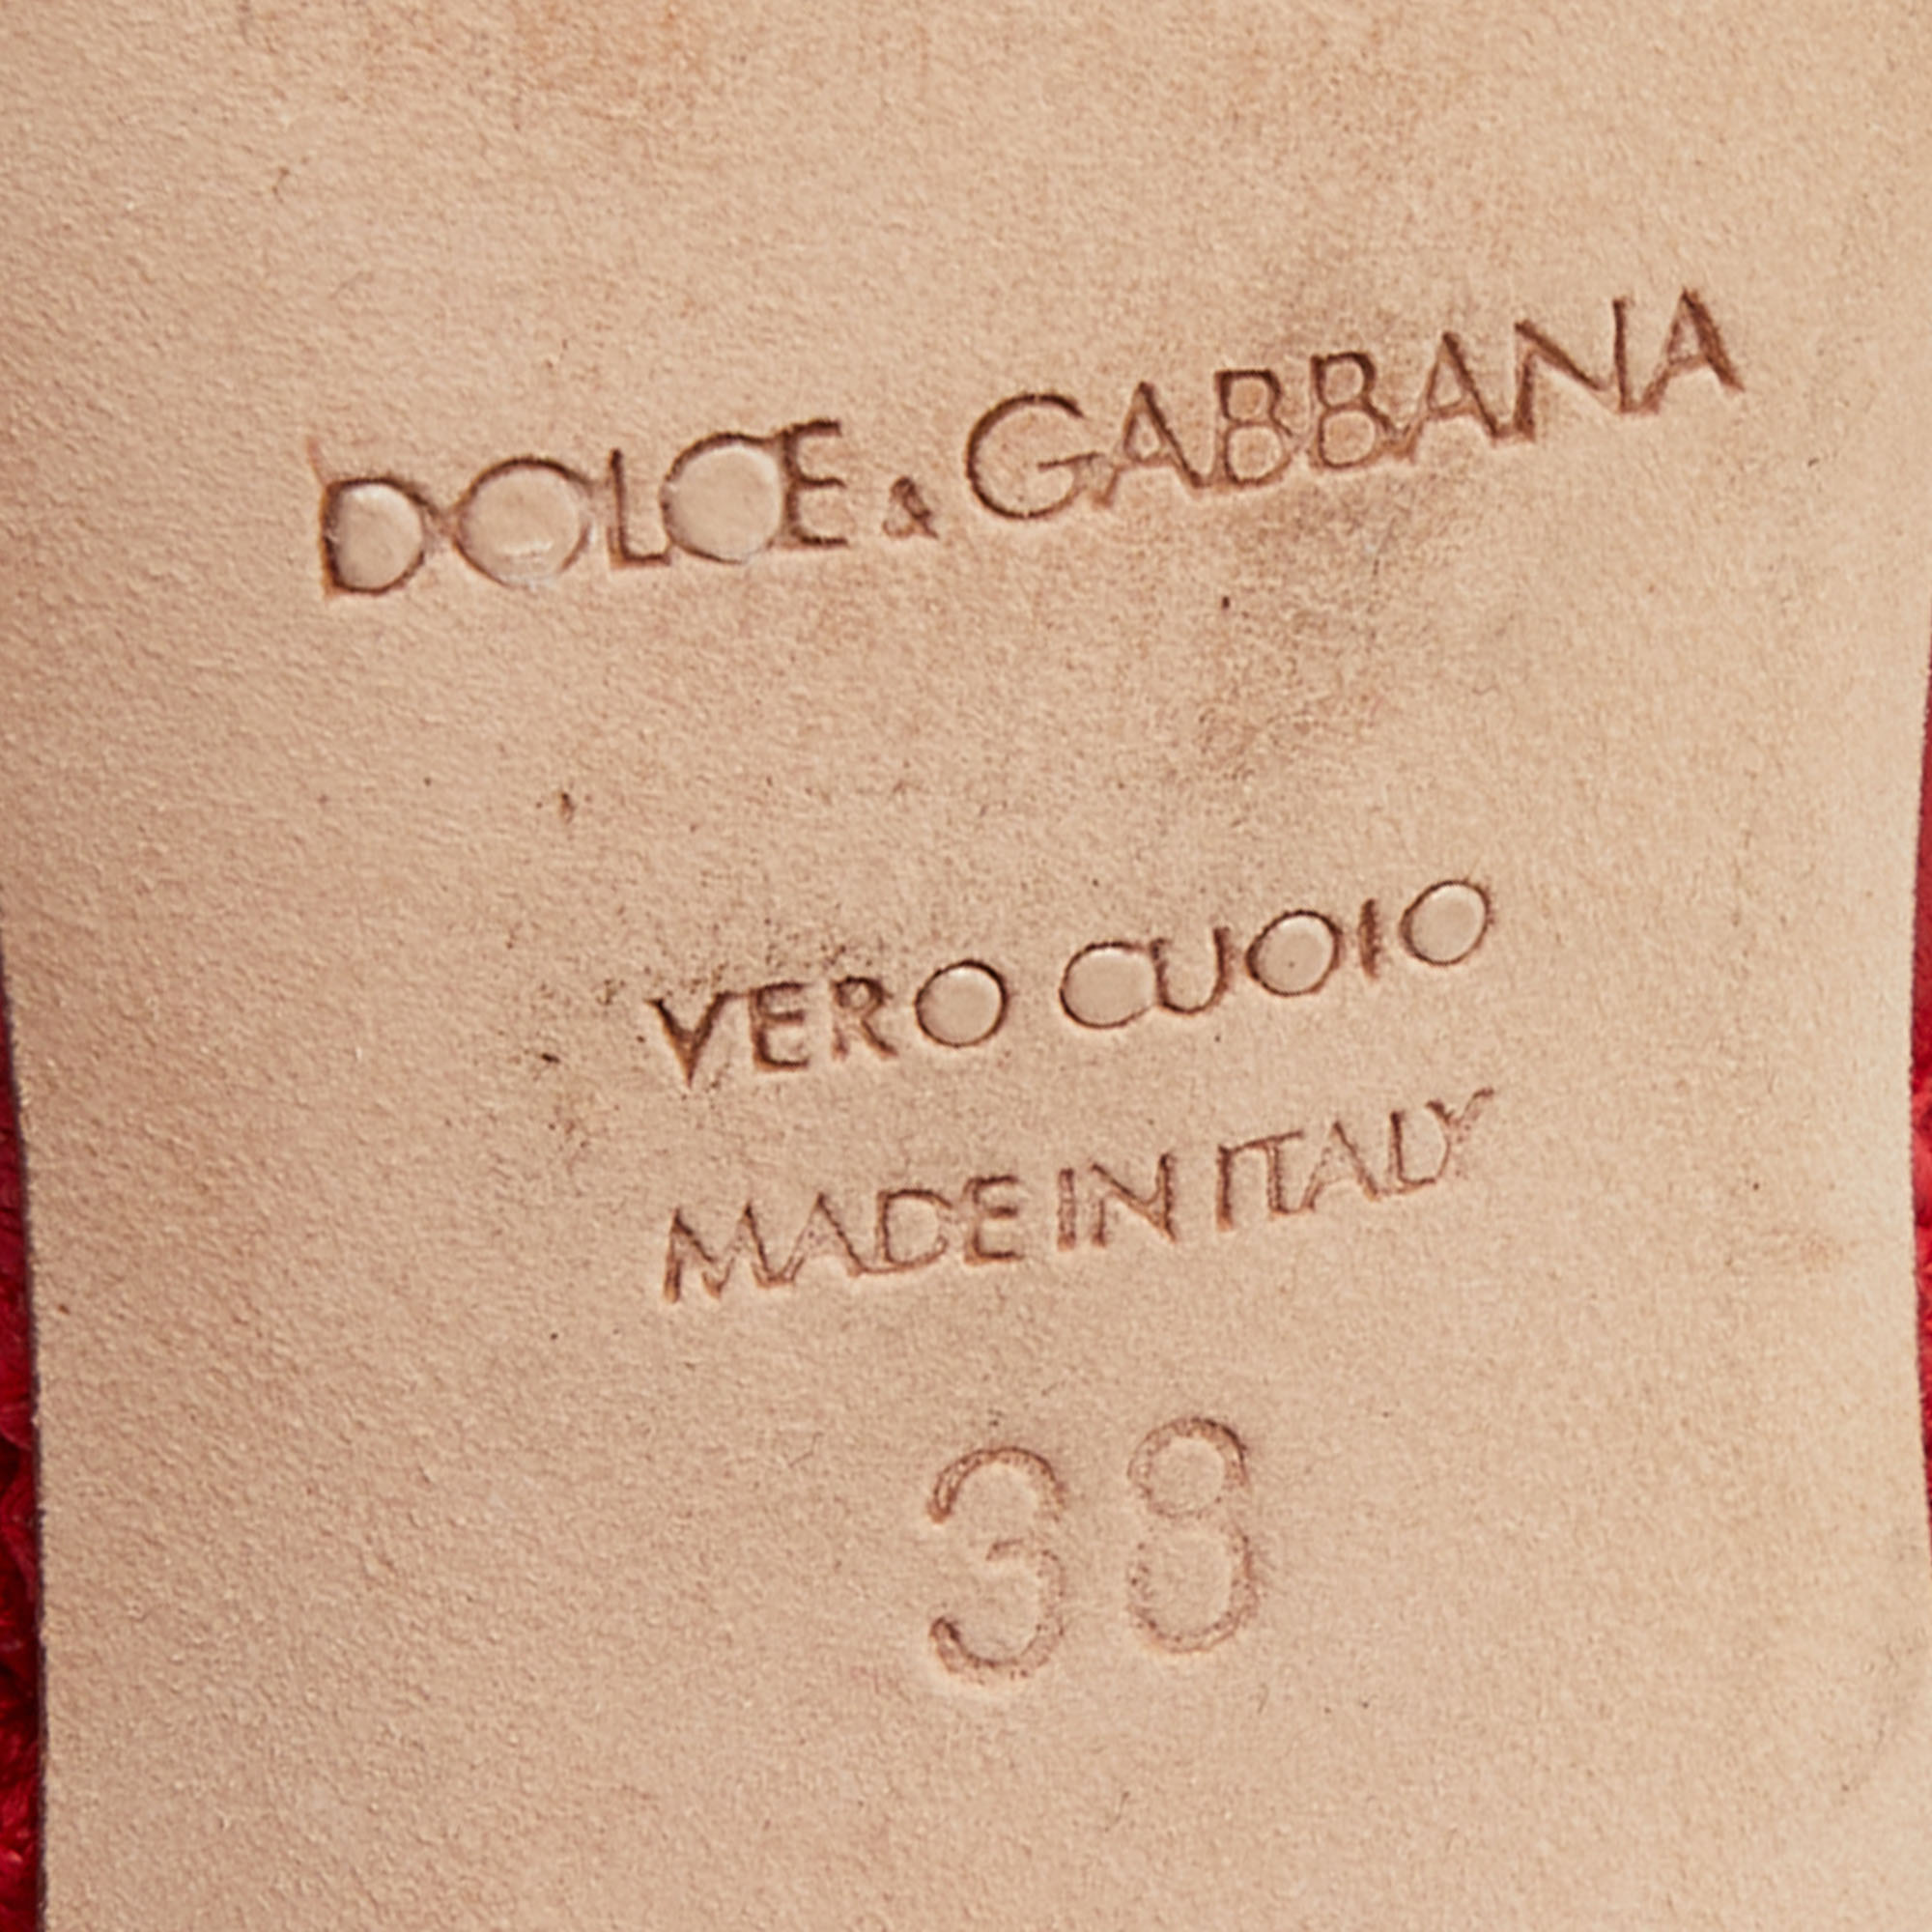 DOLCE & GABBANA
VERO CUOIO
MADE IN ITALY
38